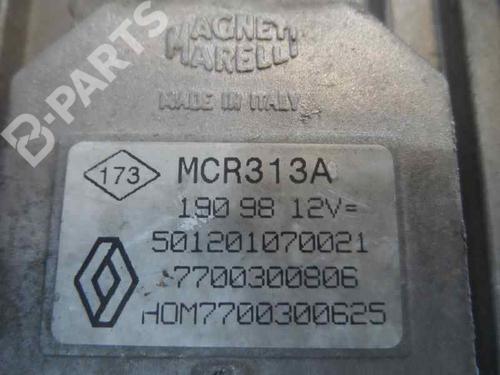 MAGNETI
MARELLI
MADE IN ITALY
B-PARTS
173
MCR313A
190 98 12V=
501201070021
7700300806
HOM7700300625